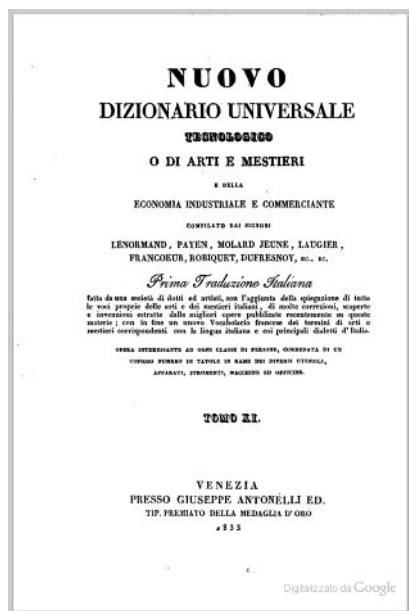 NUOVO
DIZIONARIO UNIVERSALE
TECNOLOGICO
O DI ARTI E MESTIERI
E DELLA
ECONOMIA INDUSTRIALE E COMMERCIANTE
COMPILATO DAI SIGNORI
LENORMAND, PAYEN, MOLARD JEUNE, LAUGIER,
FRANCOEUR, ROBIQUET, DUFRESNOY, EC., EC.
Prima Traduzione Italiana
fatta da una società di dotti ed artisti, con l'aggiunta della spiegazione di tutte
le voci proprie delle arti e dei mestieri italiani, di molte correzioni, scoperte
e invenzioni estratte dalle migliori opere pubblicate recentemente su queste
materie; con in fine un nuovo Vocabolario francese dei termini di arti e
mestieri corrispondenti con la lingua italiana e coi principali dialetti d'Italia.
OPERA INTERESSANTE AD OGNI CLASSE DI PERSONE, CORREDATA DI UN
COPIOSO NUMERO DI TAVOLE IN RAME DEI DIVERSI UTENSILI,
APPARATI, STROMENTI, MACCHINE ED OFFICINE.
TOMO XI.
VENEZIA
PRESSO GIUSEPPE ANTONELLI ED.
TIP. PREMIATO DELLA MEDAGLIA D'ORO
1833
Digitalizzato da Google